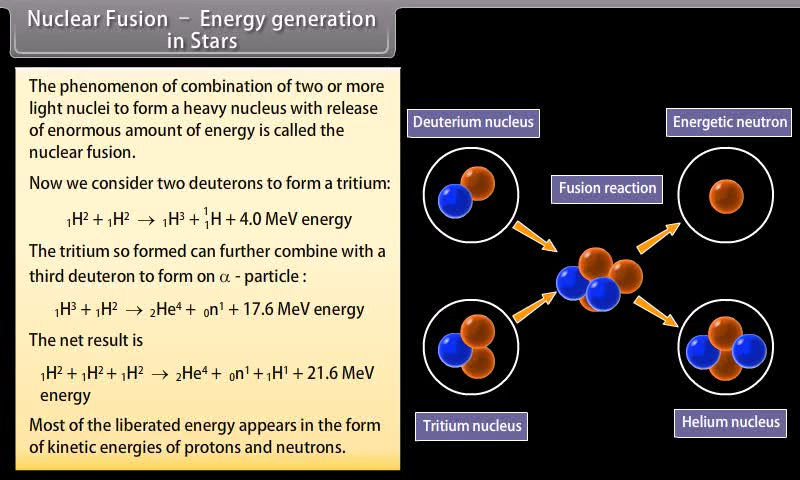 Nuclear Fusion – Energy generation
in Stars
The phenomenon of combination of two or more
light nuclei to form a heavy nucleus with release
of enormous amount of energy is called the
nuclear fusion.
Now we consider two deuterons to form a tritium:
₁H² + ₁H² → ₁H³ + ¹₁H + 4.0 MeV energy
The tritium so formed can further combine with a
third deuteron to form on α - particle :
₁H³ + ₁H² → ₂He⁴ + ₀n¹ + 17.6 MeV energy
The net result is
₁H² + ₁H² + ₁H² → ₂He⁴ + ₀n¹ + ₁H¹ + 21.6 MeV
energy
Most of the liberated energy appears in the form
of kinetic energies of protons and neutrons.
Deuterium nucleus
Energetic neutron
Fusion reaction
Tritium nucleus
Helium nucleus